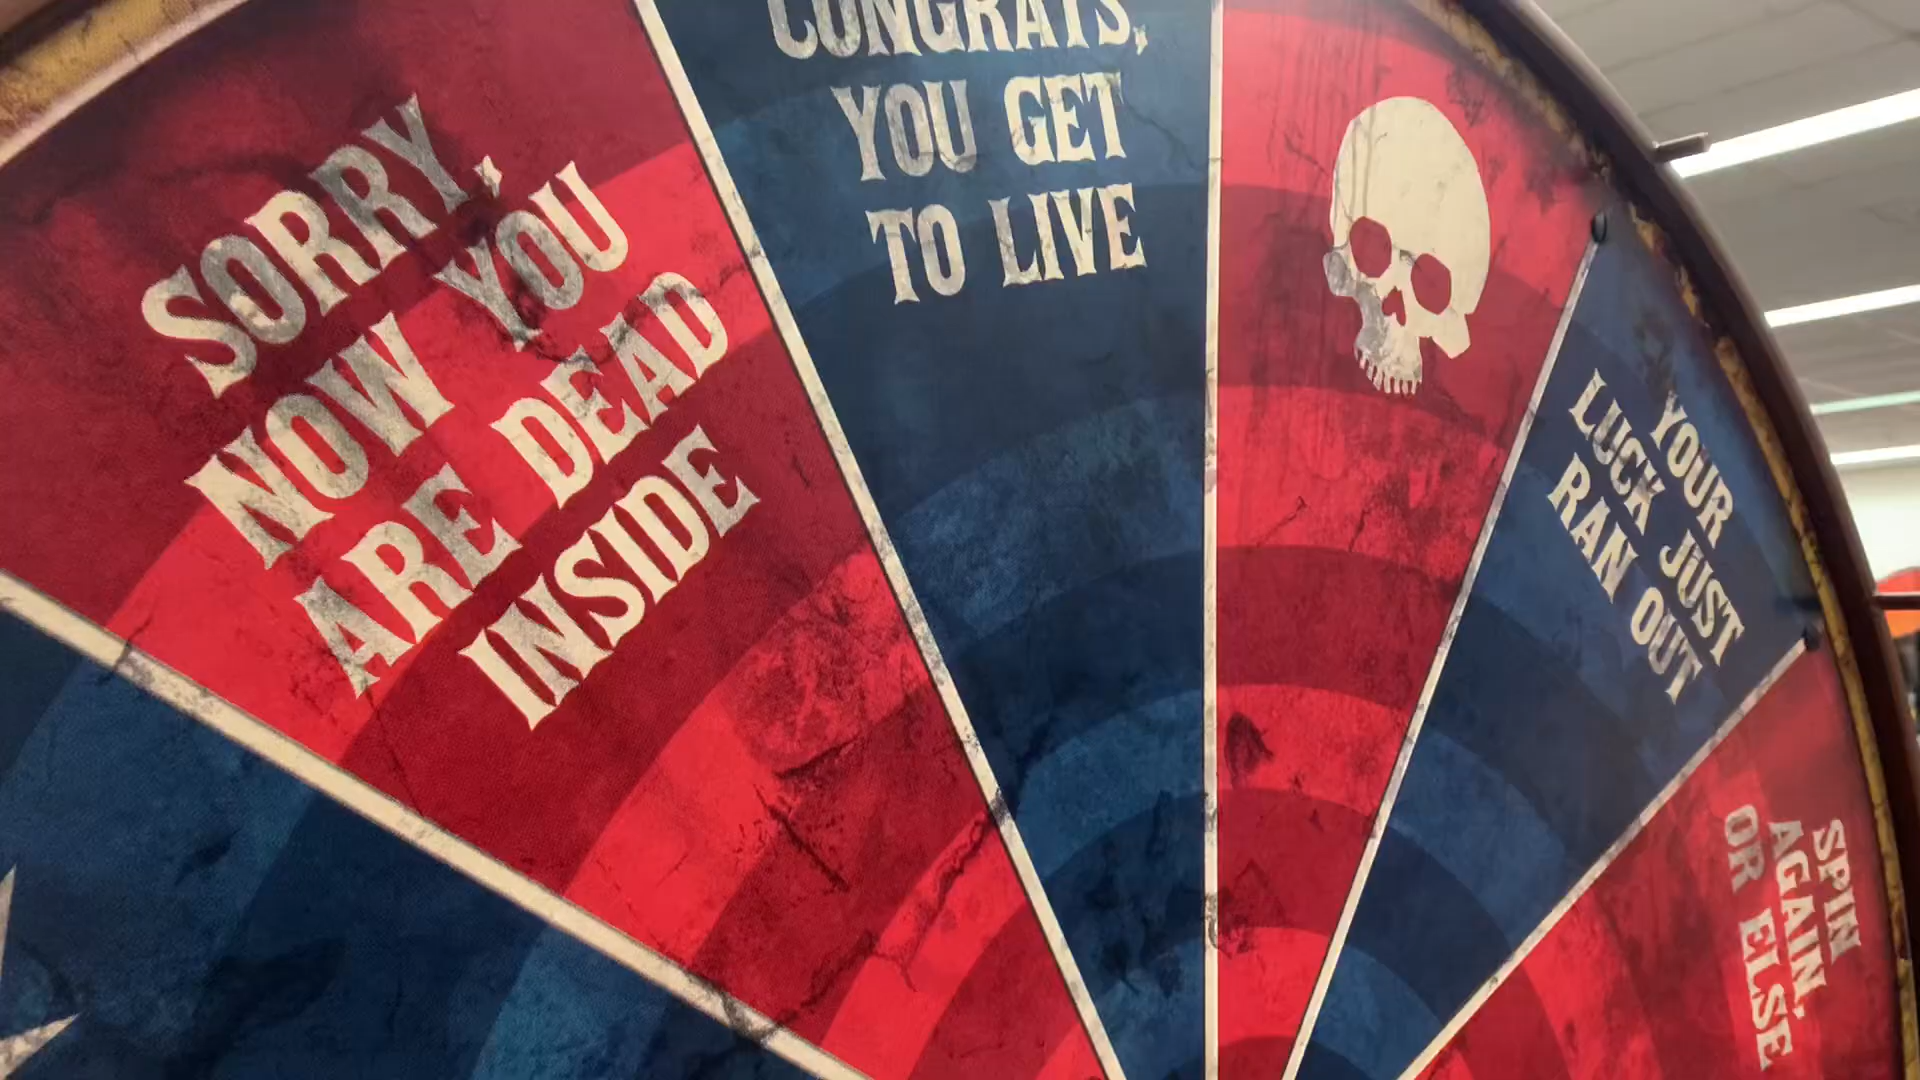 SORRY,
NOW YOU
ARE DEAD
INSIDE
CONGRATS,
YOU GET
TO LIVE
YOUR
LUCK JUST
RAN OUT
SPIN
AGAIN,
OR ELSE